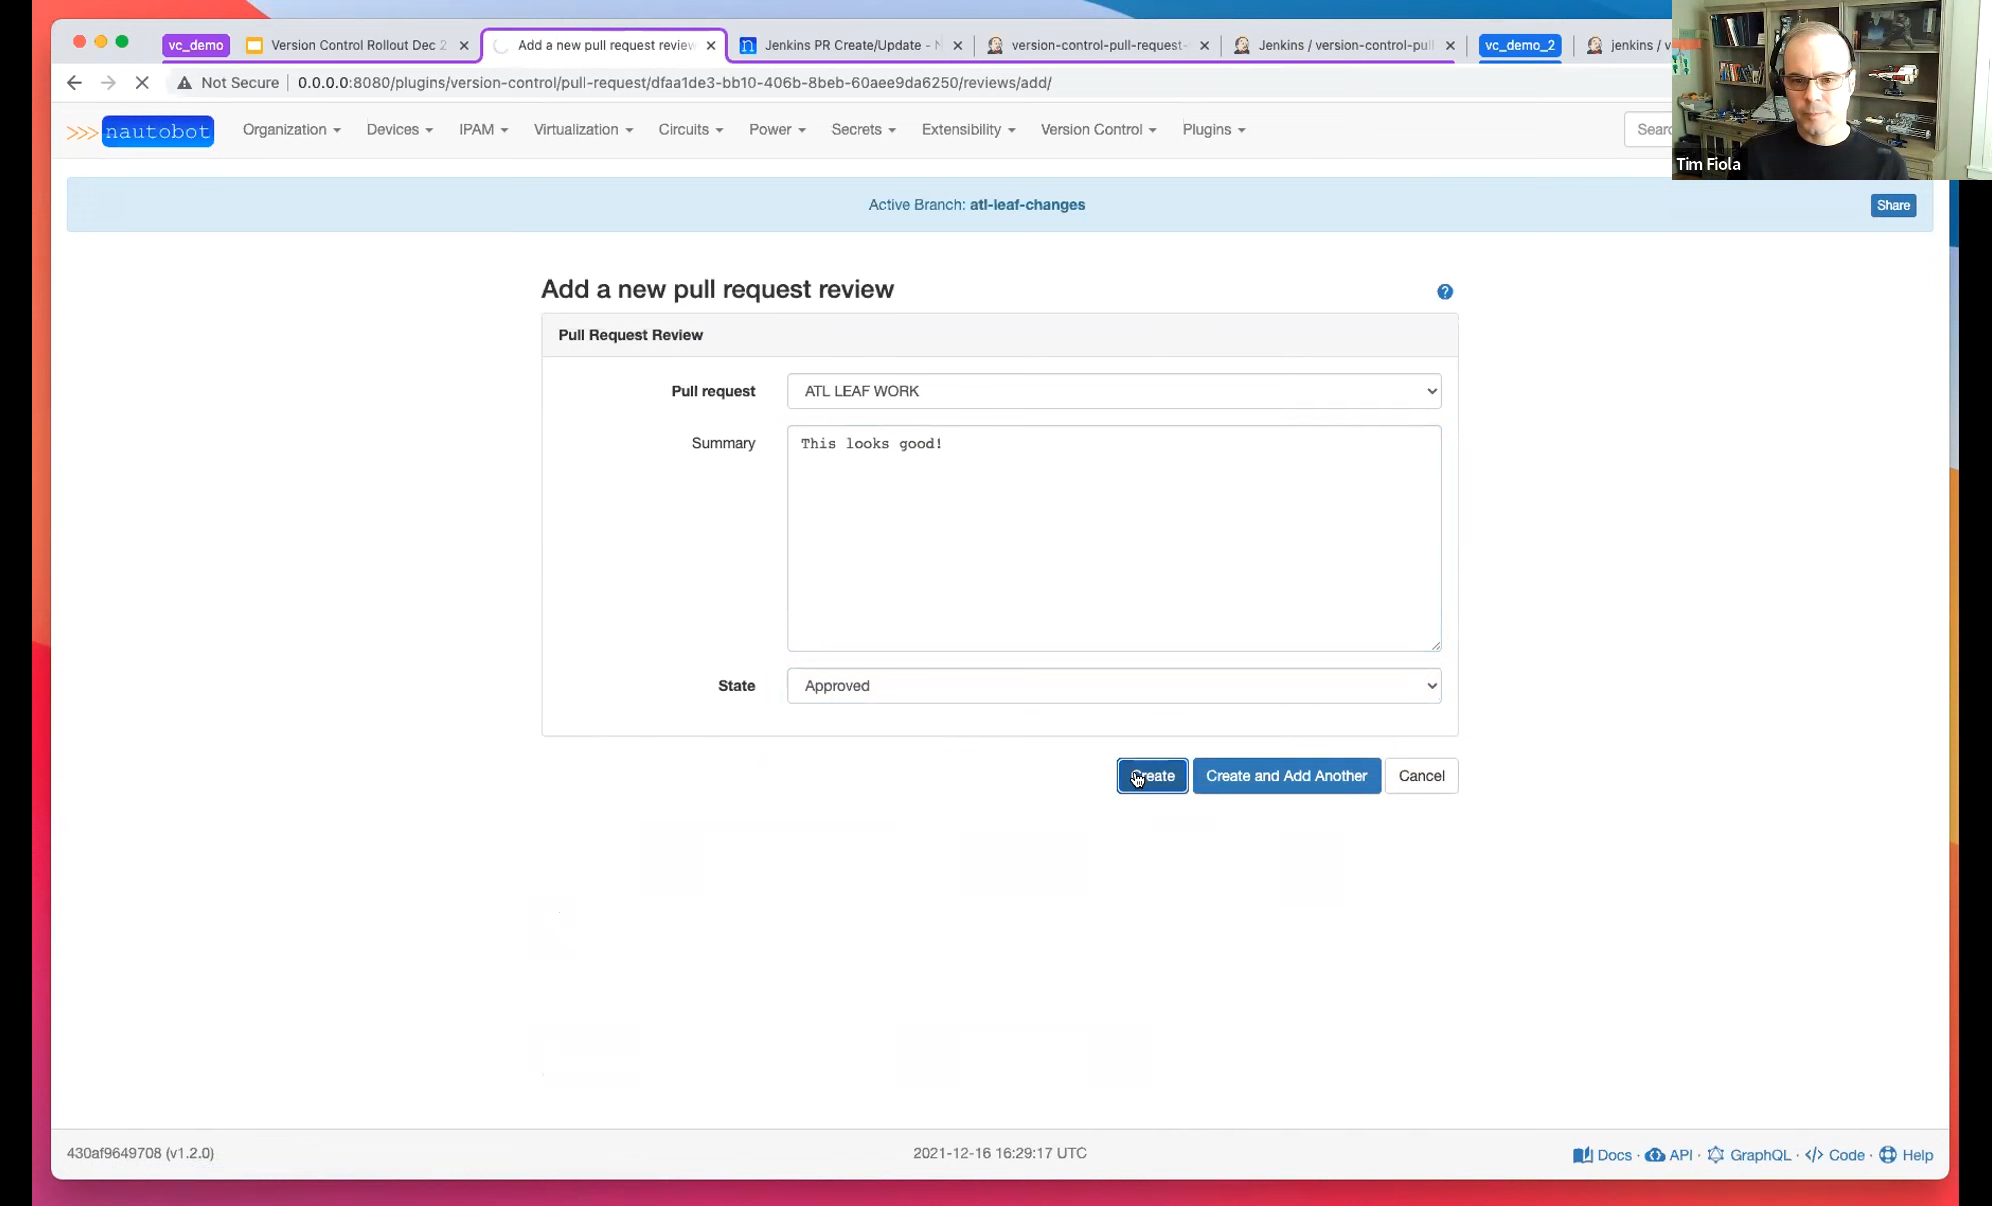 vc_demo
Version Control Rollout Dec 2
Add a new pull request review
Jenkins PR Create/Update - N
version-control-pull-request-
Jenkins / version-control-pull
vc_demo_2
jenkins / v
Not Secure
0.0.0.0:8080/plugins/version-control/pull-request/dfaa1de3-bb10-406b-8beb-60aee9da6250/reviews/add/
>>> nautobot
Organization
Devices
IPAM
Virtualization
Circuits
Power
Secrets
Extensibility
Version Control
Plugins
Searc
Tim Fiola
Active Branch: atl-leaf-changes
Share
Add a new pull request review
?
Pull Request Review
Pull request
ATL LEAF WORK
Summary
This looks good!
State
Approved
Create
Create and Add Another
Cancel
430af9649708 (v1.2.0)
2021-12-16 16:29:17 UTC
Docs · API · GraphQL · </> Code · Help